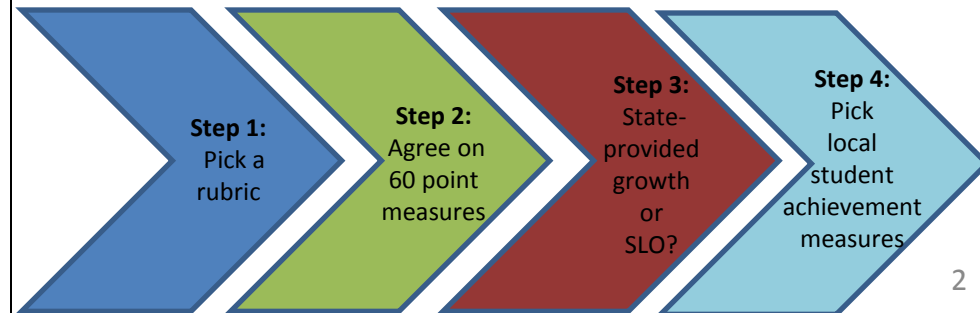 Step 1:
Pick a
rubric
Step 2:
Agree on
60 point
measures
Step 3:
State-
provided
growth
or
SLO?
Step 4:
Pick
local
student
achievement
measures
2